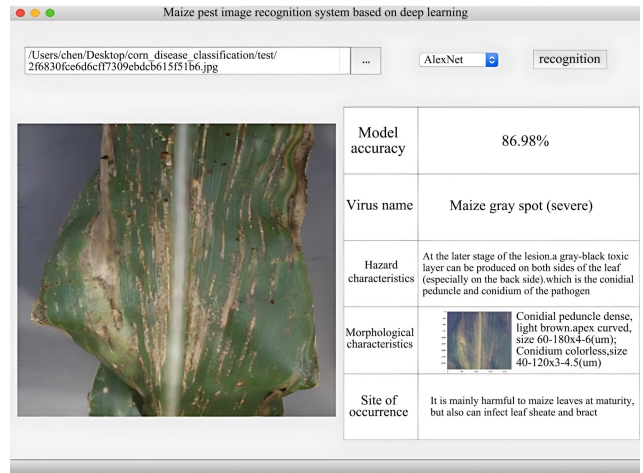 Maize pest image recognition system based on deep learning
/Users/chen/Desktop/corn_disease_classification/test/
2f6830fce6d6cff7309ebdcb615f51b6.jpg
...
AlexNet
recognition
Model
accuracy
86.98%
Virus name
Maize gray spot (severe)
Hazard
characteristics
At the later stage of the lesion.a gray-black toxic
layer can be produced on both sides of the leaf
(especially on the back side).which is the conidial
peduncle and conidium of the pathogen
Morphological
characteristics
Conidial peduncle dense,
light brown.apex curved,
size 60-180x4-6(um);
Conidium colorless,size
40-120x3-4.5(um)
Site of
occurrence
It is mainly harmful to maize leaves at maturity,
but also can infect leaf sheate and bract